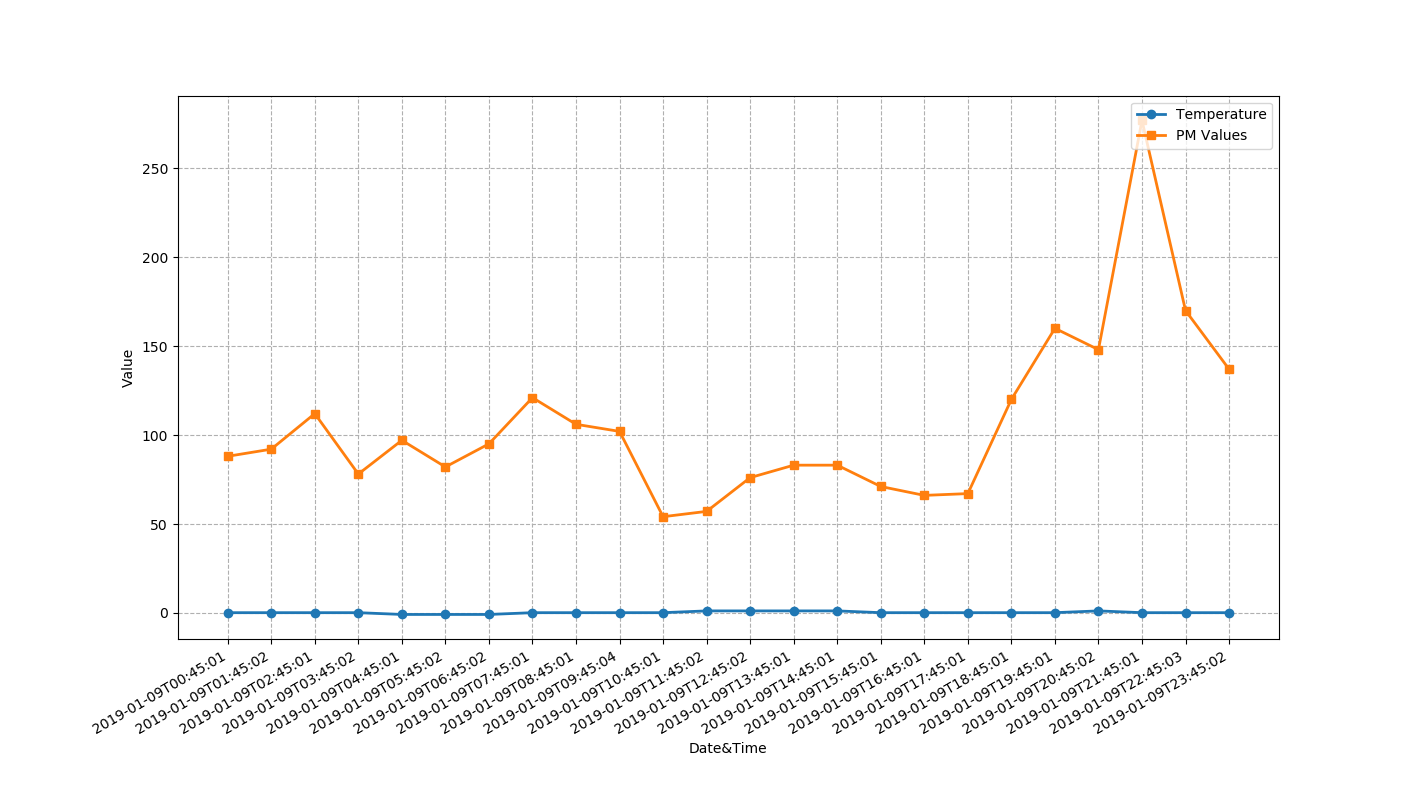 Temperature
PM Values
250
200
150
100
50
0
Value
2019-01-09T00:45:01
2019-01-09T01:45:02
2019-01-09T02:45:01
2019-01-09T03:45:02
2019-01-09T04:45:01
2019-01-09T05:45:02
2019-01-09T06:45:02
2019-01-09T07:45:01
2019-01-09T08:45:01
2019-01-09T09:45:04
2019-01-09T10:45:01
2019-01-09T11:45:02
2019-01-09T12:45:02
2019-01-09T13:45:01
2019-01-09T14:45:01
2019-01-09T15:45:01
2019-01-09T16:45:01
2019-01-09T17:45:01
2019-01-09T18:45:01
2019-01-09T19:45:01
2019-01-09T20:45:02
2019-01-09T21:45:01
2019-01-09T22:45:03
2019-01-09T23:45:02
Date&Time